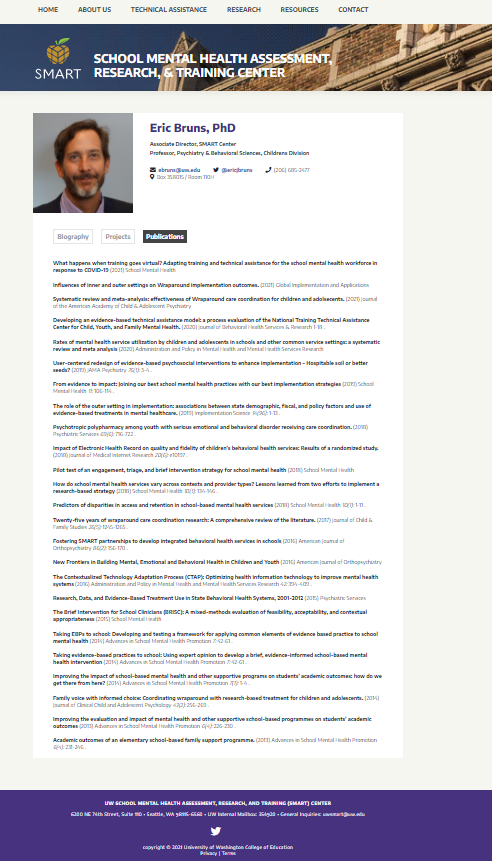 HOME ABOUT US TECHNICAL ASSISTANCE RESEARCH RESOURCES CONTACT
SMART
SCHOOL MENTAL HEALTH ASSESSMENT,
RESEARCH, & TRAINING CENTER
Eric Bruns, PhD
Associate Director, SMART Center
Professor, Psychiatry & Behavioral Sciences, Childrens Division
ebruns@uw.edu @ericjbruns (206) 685-2477
Box 358015 / Room
Biography Projects Publications
What happens when training goes virtual? Adapting training and technical assistance for the school mental health workforce in
response to COVID-19 (2021) School Mental Health
Influences of inner and outer settings on Wraparound implementation outcomes. (2021) Global Implementation and Applications
Systematic review and meta-analysis: effectiveness of Wraparound care coordination for children and adolescents. (2021) Journal
of the American Academy of Child & Adolescent Psychiatry
Developing an evidence-based technical assistance model: a process evaluation of the National Training Technical Assistance
Center for Child, Youth, and Family Mental Health. (2020) Journal of Behavioral Health Services & Research 1-18 .
Rates of mental health service utilization by children and adolescents in schools and other common service settings: a systematic
review and meta analysis (2020) Administration and Policy in Mental Health and Mental Health Services Research
User-centered redesign of evidence-based psychosocial interventions to enhance implementation – Hospitable soil or better
seeds? (2019) JAMA Psychiatry 76(1): 3-4 .
From evidence to impact: Joining our best school mental health practices with our best implementation strategies (2019) School
Mental Health 11: 106-114 .
The role of the outer setting in implementation: associations between state demographic, fiscal, and policy factors and use of
evidence-based treatments in mental healthcare. (2019) Implementation Science 14(96): 1-13 .
Psychotropic polypharmacy among youth with serious emotional and behavioral disorder receiving care coordination. (2018)
Psychiatric Services 69(6): 716-722 .
Impact of Electronic Health Record on quality and fidelity of children's behavioral health services: Results of a randomized study.
(2018) Journal of Medical Internet Research 20(6): e10197 .
Pilot test of an engagement, triage, and brief intervention strategy for school mental health (2018) School Mental Health
How do school mental health services vary across contexts and provider types? Lessons learned from two efforts to implement a
research-based strategy (2018) School Mental Health 10(1): 134-146 .
Predictors of disparities in access and retention in school-based mental health services (2018) School Mental Health 10(1): 1-11 .
Twenty-five years of wraparound care coordination research: A comprehensive review of the literature. (2017) Journal of Child &
Family Studies 26(5): 1245-1265 .
Fostering SMART partnerships to develop integrated behavioral health services in schools (2016) American Journal of
Orthopsychiatry 86(2): 156-170 .
New Frontiers in Building Mental, Emotional and Behavioral Health in Children and Youth (2016) American Journal of Orthopsychiatry
The Contextualized Technology Adaptation Process (CTAP): Optimizing health information technology to improve mental health
systems (2016) Administration and Policy in Mental Health and Mental Health Services Research 42: 394-409 .
Research, Data, and Evidence-Based Treatment Use in State Behavioral Health Systems, 2001-2012 (2015) Psychiatric Services
The Brief Intervention for School Clinicians (BRISC): A mixed-methods evaluation of feasibility, acceptability, and contextual
appropriateness (2015) School Mental Health
Taking EBPs to school: Developing and testing a framework for applying common elements of evidence based practice to school
mental health (2014) Advances in School Mental Health Promotion 7: 42-61 .
Taking evidence-based practices to school: Using expert opinion to develop a brief, evidence-informed school-based mental
health intervention (2014) Advances in School Mental Health Promotion 7: 42-61 .
Improving the impact of school-based mental health and other supportive programs on students' academic outcomes: how do we
get there from here? (2014) Advances in School Mental Health Promotion 7(1): 1-4 .
Family voice with informed choice: Coordinating wraparound with research-based treatment for children and adolescents. (2014)
Journal of Clinical Child and Adolescent Psychology 43(2): 256-269 .
Improving the evaluation and impact of mental health and other supportive school-based programmes on students' academic
outcomes (2013) Advances in School Mental Health Promotion 6(4): 226-230 .
Academic outcomes of an elementary school-based family support programme. (2013) Advances in School Mental Health Promotion
6(4): 231-246 .
UW SCHOOL MENTAL HEALTH ASSESSMENT, RESEARCH, AND TRAINING (SMART) CENTER
6200 NE 74th Street, Suite 110 • Seattle, WA 98115-6560 • UW Internal Mailbox: 354920 • General Inquiries: uwsmart@uw.edu
copyright © 2021 University of Washington College of Education
Privacy | Terms